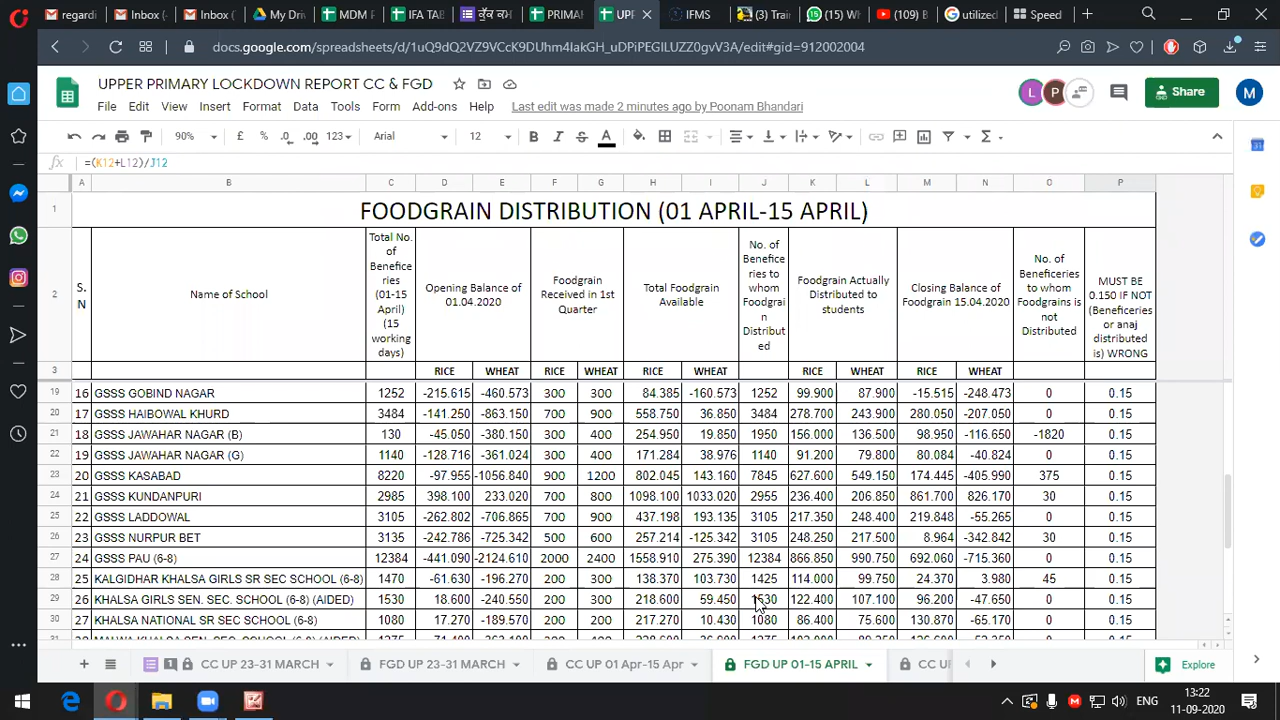 regardi Inbox ( Inbox ( My Dri MDM F IFA TAB ਕੁੱਕ ਕਮ PRIMA UPP IFMS (3) Trai (15) W (109) B utilized Speed
docs.google.com/spreadsheets/d/1uQ9dQ2VZ9VCcK9DUhm4IakGH_uDPiPEGILUZZ0gvV3A/edit#gid=912002004
UPPER PRIMARY LOCKDOWN REPORT CC & FGD
File Edit View Insert Format Data Tools Form Add-ons Help Last edit was made 2 minutes ago by Poonam Bhandari
L P Share M
90% £ % .0 .00 123 Arial 12 B I S A
fx =(K12+L12)/J12
A B C D E F G H I J K L M N O P
1 FOODGRAIN DISTRIBUTION (01 APRIL-15 APRIL)
2 S. N Name of School Total No. of Beneficeries (01-15 April) (15 working days) Opening Balance of 01.04.2020 Foodgrain Received in 1st Quarter Total Foodgrain Available No. of Beneficeries to whom Foodgrain Distributed Foodgrain Actually Distributed to students Closing Balance of Foodgrain 15.04.2020 No. of Beneficeries to whom Foodgrains is not Distributed MUST BE 0.150 IF NOT (Beneficeries or anaj distributed is) WRONG
3 RICE WHEAT RICE WHEAT RICE WHEAT RICE WHEAT RICE WHEAT
19 16 GSSS GOBIND NAGAR 1252 -215.615 -460.573 300 300 84.385 -160.573 1252 99.900 87.900 -15.515 -248.473 0 0.15
20 17 GSSS HAIBOWAL KHURD 3484 -141.250 -863.150 700 900 558.750 36.850 3484 278.700 243.900 280.050 -207.050 0 0.15
21 18 GSSS JAWAHAR NAGAR (B) 130 -45.050 -380.150 300 400 254.950 19.850 1950 156.000 136.500 98.950 -116.650 -1820 0.15
22 19 GSSS JAWAHAR NAGAR (G) 1140 -128.716 -361.024 300 400 171.284 38.976 1140 91.200 79.800 80.084 -40.824 0 0.15
23 20 GSSS KASABAD 8220 -97.955 -1056.840 900 1200 802.045 143.160 7845 627.600 549.150 174.445 -405.990 375 0.15
24 21 GSSS KUNDANPURI 2985 398.100 233.020 700 800 1098.100 1033.020 2955 236.400 206.850 861.700 826.170 30 0.15
25 22 GSSS LADDOWAL 3105 -262.802 -706.865 700 900 437.198 193.135 3105 217.350 248.400 219.848 -55.265 0 0.15
26 23 GSSS NURPUR BET 3135 -242.786 -725.342 500 600 257.214 -125.342 3105 248.250 217.500 8.964 -342.842 30 0.15
27 24 GSSS PAU (6-8) 12384 -441.090 -2124.610 2000 2400 1558.910 275.390 12384 866.850 990.750 692.060 -715.360 0 0.15
28 25 KALGIDHAR KHALSA GIRLS SR SEC SCHOOL (6-8) 1470 -61.630 -196.270 200 300 138.370 103.730 1425 114.000 99.750 24.370 3.980 45 0.15
29 26 KHALSA GIRLS SEN. SEC. SCHOOL (6-8) (AIDED) 1530 18.600 -240.550 200 300 218.600 59.450 1530 122.400 107.100 96.200 -47.650 0 0.15
30 27 KHALSA NATIONAL SR SEC SCHOOL (6-8) 1080 17.270 -189.570 200 200 217.270 10.430 1080 86.400 75.600 130.870 -65.170 0 0.15
1 CC UP 23-31 MARCH FGD UP 23-31 MARCH CC UP 01 Apr-15 Apr FGD UP 01-15 APRIL CC U Explore
ENG 13:22
11-09-2020